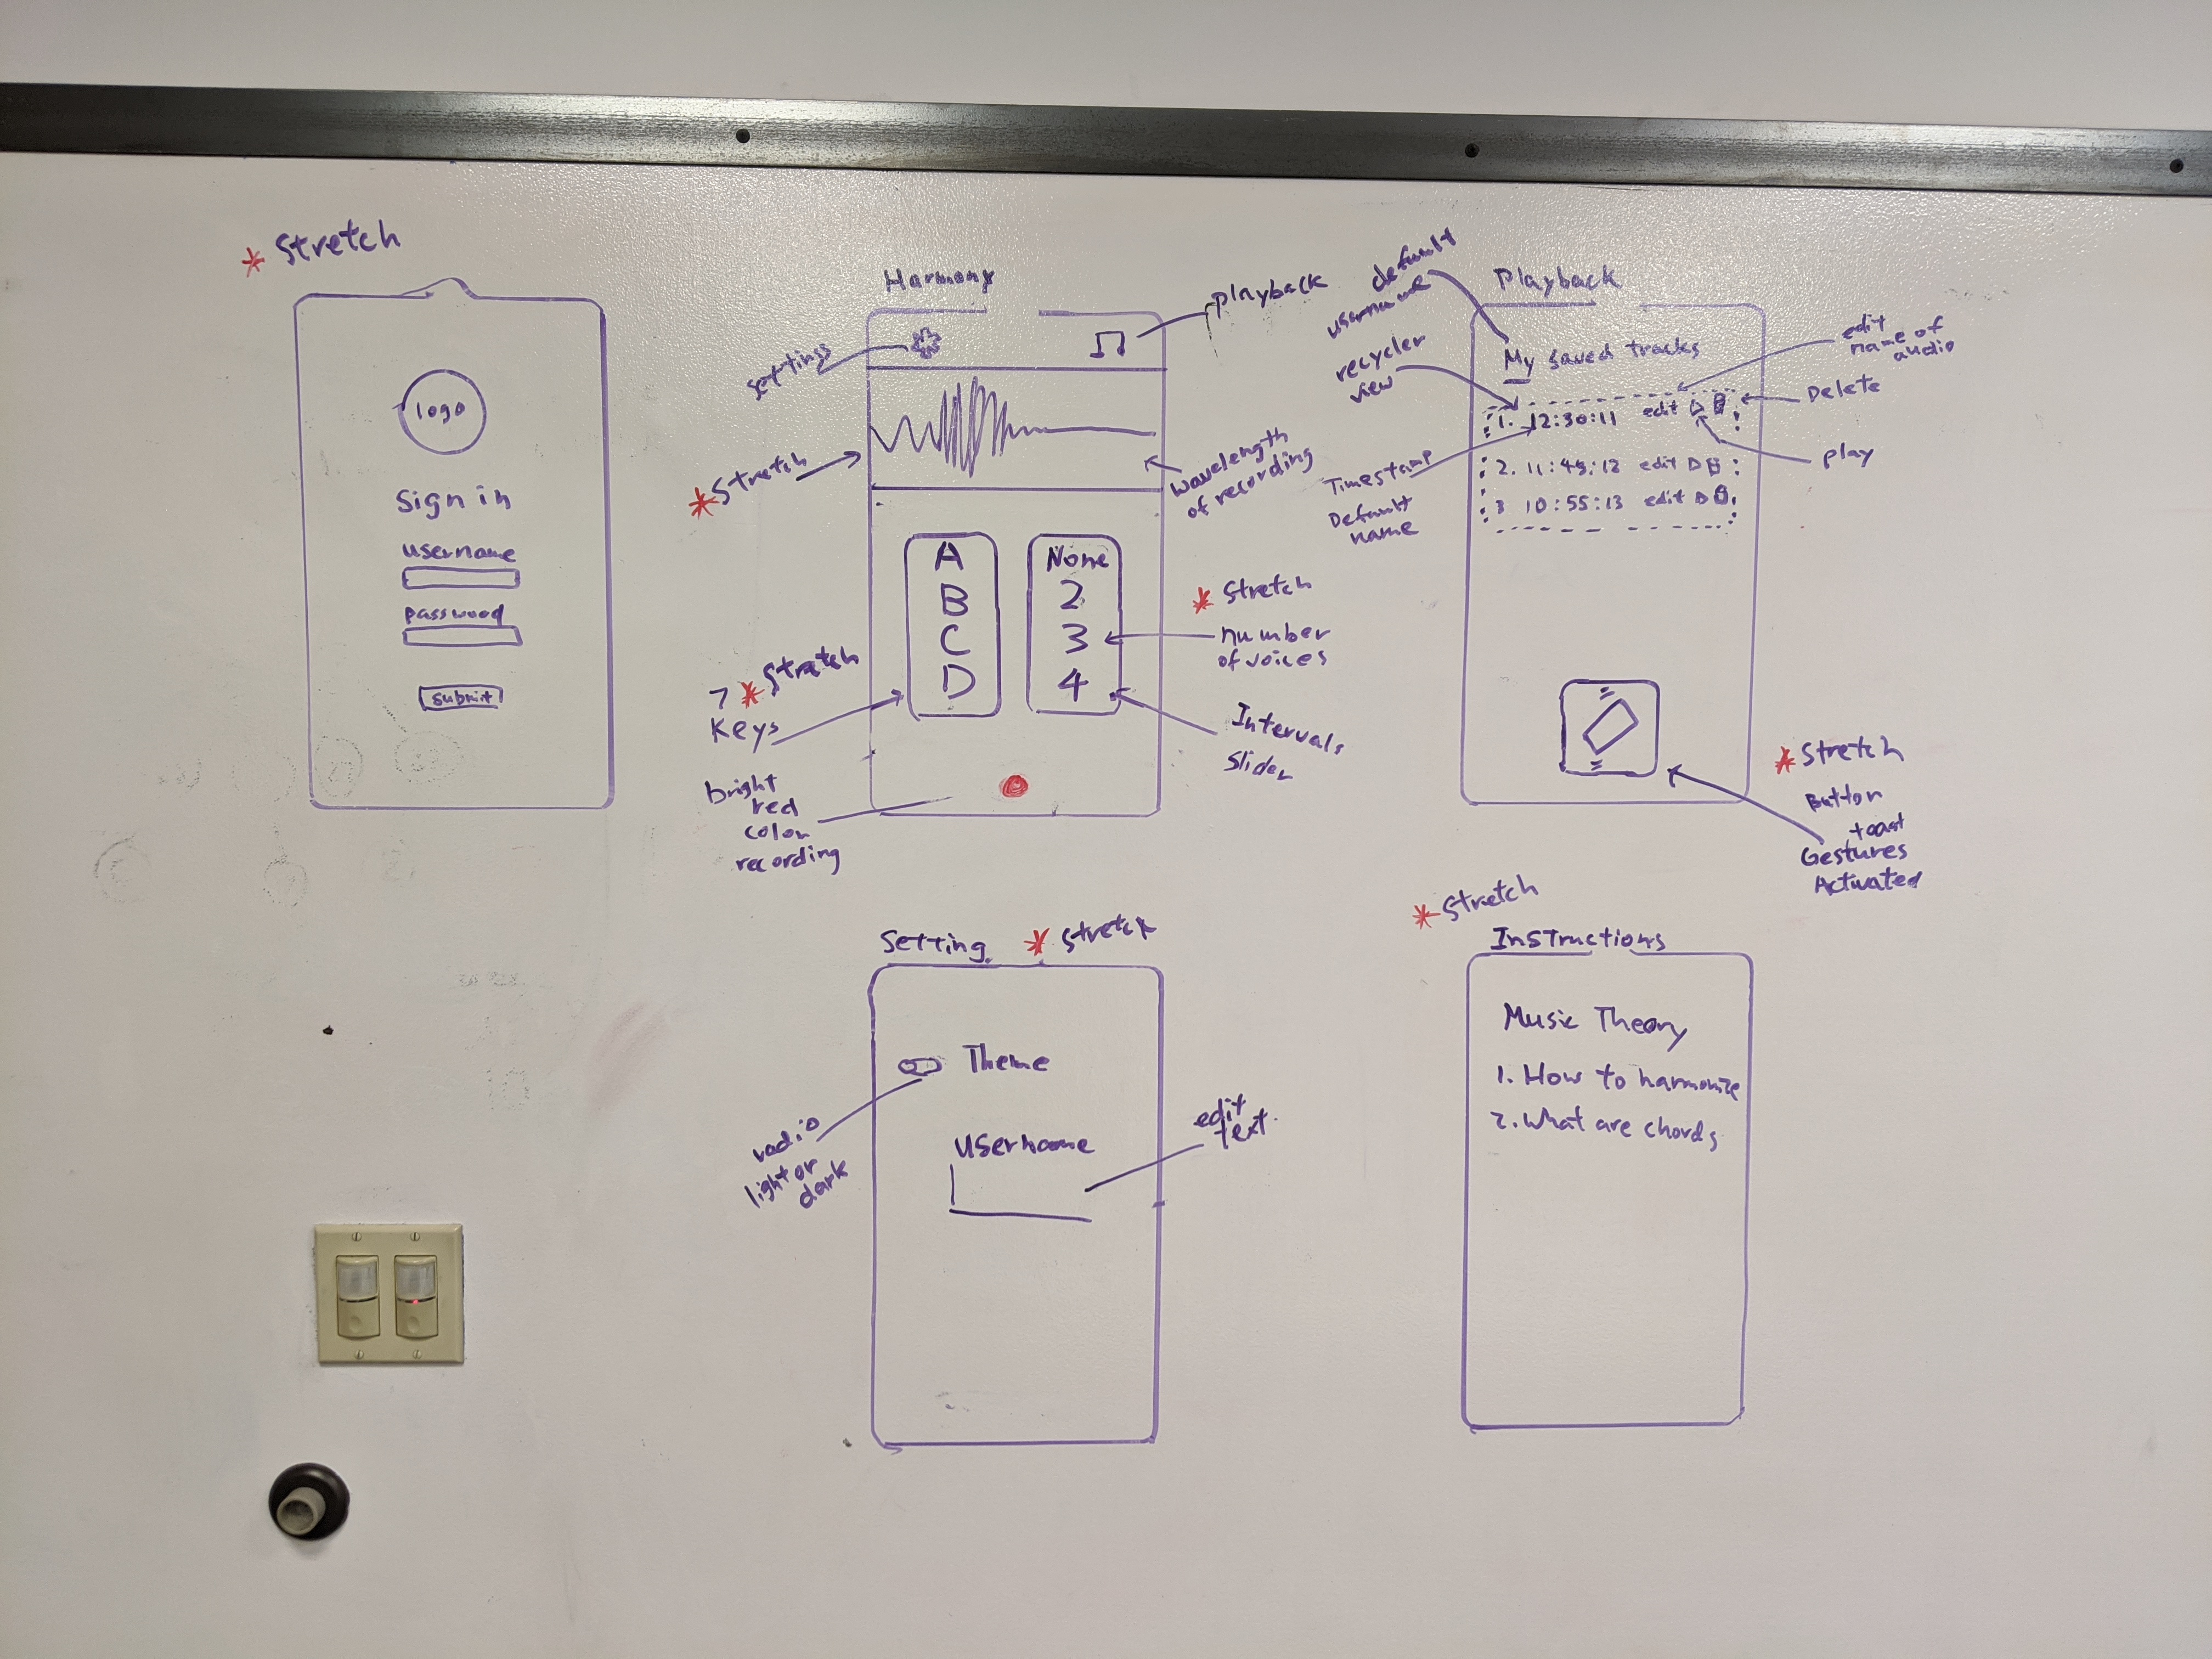 * Stretch
logo
Sign in
username
password
submit
Harmony
settings
playback
* Stretch
wavelength
of recording
A
B
C
D
None
2
3
4
* Stretch
number
of voices
7 * Stretch
Keys
Intervals
Slider
bright
red
color
recording
default
username
recycler
view
Playback
My saved tracks
edit
name of
audio
Delete
1. 12:30:11 edit
2. 11:45:12 edit
3 10:55:13 edit
play
Timestamp
Default
name
* Stretch
Button
toast
Gestures
Activated
Setting * Stretch
Theme
radio
light or
dark
username
edit
text.
* Stretch
Instructions
Music Theory
1. How to harmonize
2. What are chords